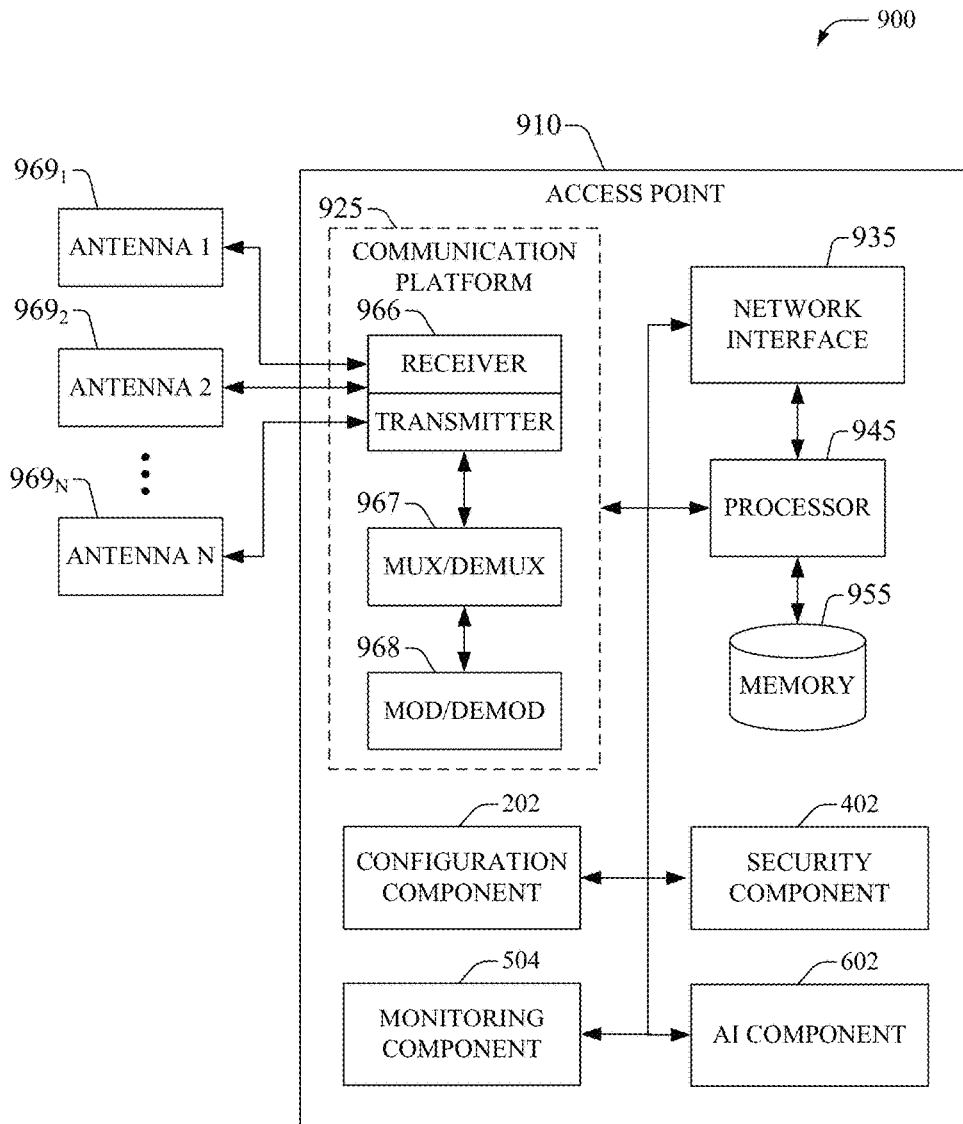 900
910
969₁
ACCESS POINT
925
ANTENNA 1
COMMUNICATION
PLATFORM
935
NETWORK
INTERFACE
969₂
966
RECEIVER
ANTENNA 2
TRANSMITTER
945
969N
967
PROCESSOR
ANTENNA N
MUX/DEMUX
955
968
MEMORY
MOD/DEMOD
202
402
CONFIGURATION
COMPONENT
SECURITY
COMPONENT
504
602
MONITORING
COMPONENT
AI COMPONENT